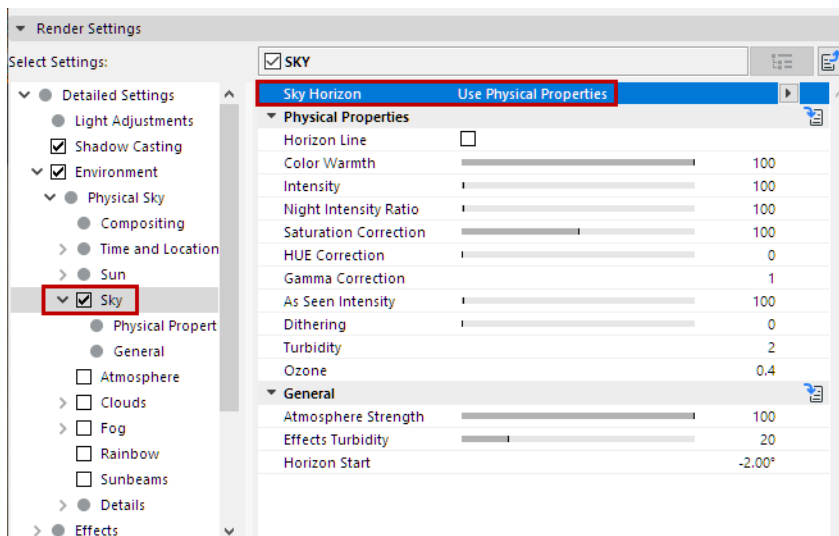 Render Settings
Select Settings:
SKY
Detailed Settings
Light Adjustments
Shadow Casting
Environment
Physical Sky
Compositing
Time and Location
Sun
Sky
Physical Propert
General
Atmosphere
Clouds
Fog
Rainbow
Sunbeams
Details
Effects
Sky Horizon Use Physical Properties
Physical Properties
Horizon Line
Color Warmth 100
Intensity 100
Night Intensity Ratio 100
Saturation Correction 100
HUE Correction 0
Gamma Correction 1
As Seen Intensity 100
Dithering 0
Turbidity 2
Ozone 0.4
General
Atmosphere Strength 100
Effects Turbidity 20
Horizon Start -2.00°